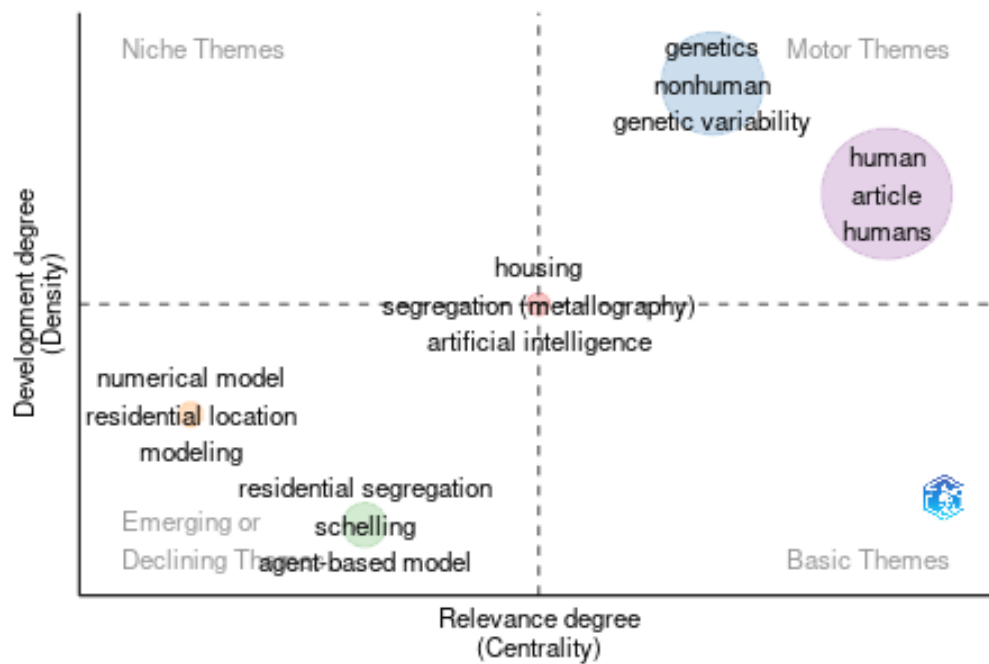 Niche Themes
Motor Themes
genetics
nonhuman
genetic variability
human
article
humans
housing
segregation (metallography)
artificial intelligence
numerical model
residential location
modeling
residential segregation
schelling
agent-based model
Emerging or
Declining Themes
Basic Themes
Development degree
(Density)
Relevance degree
(Centrality)